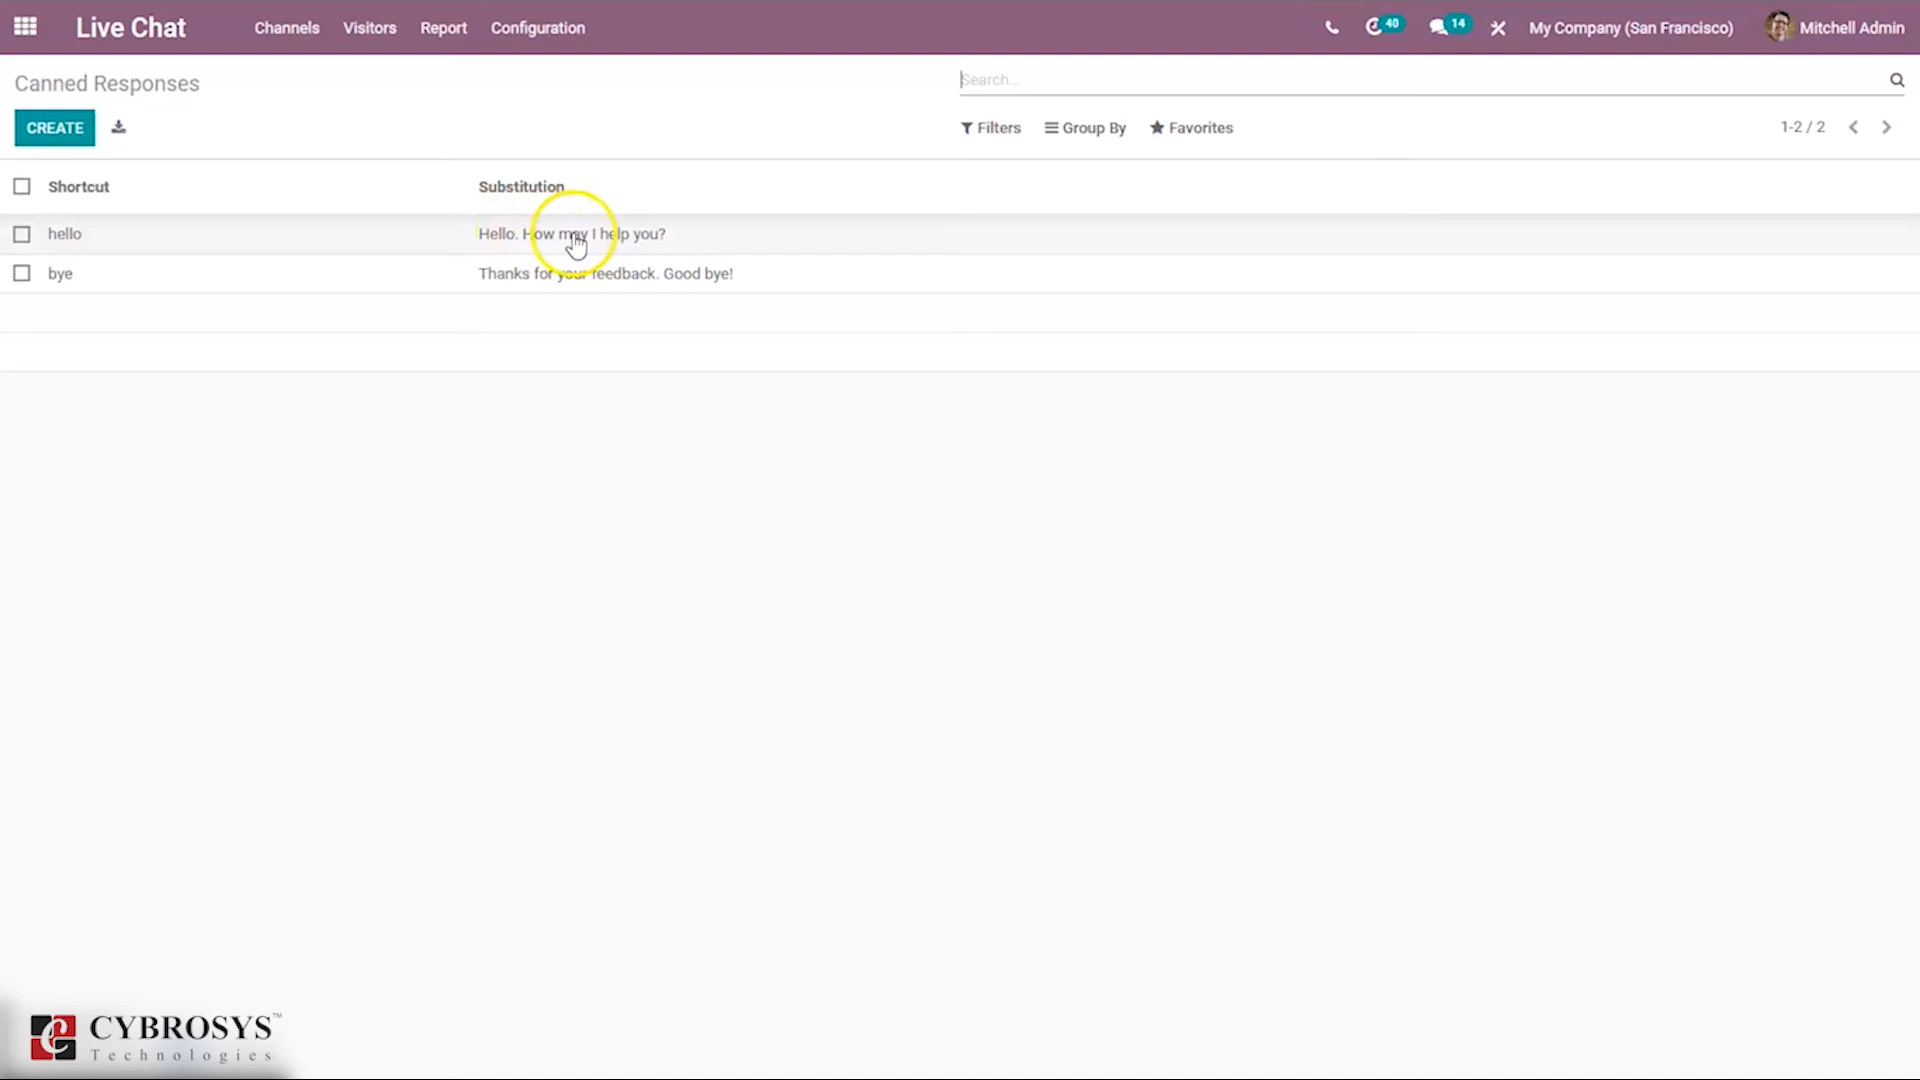 Live Chat Channels Visitors Report Configuration 40 14 My Company (San Francisco) Mitchell Admin
Canned Responses Search...
CREATE Filters Group By Favorites 1-2 / 2
Shortcut Substitution
hello Hello. How may I help you?
bye Thanks for your feedback. Good bye!
CYBROSYS™
Technologies